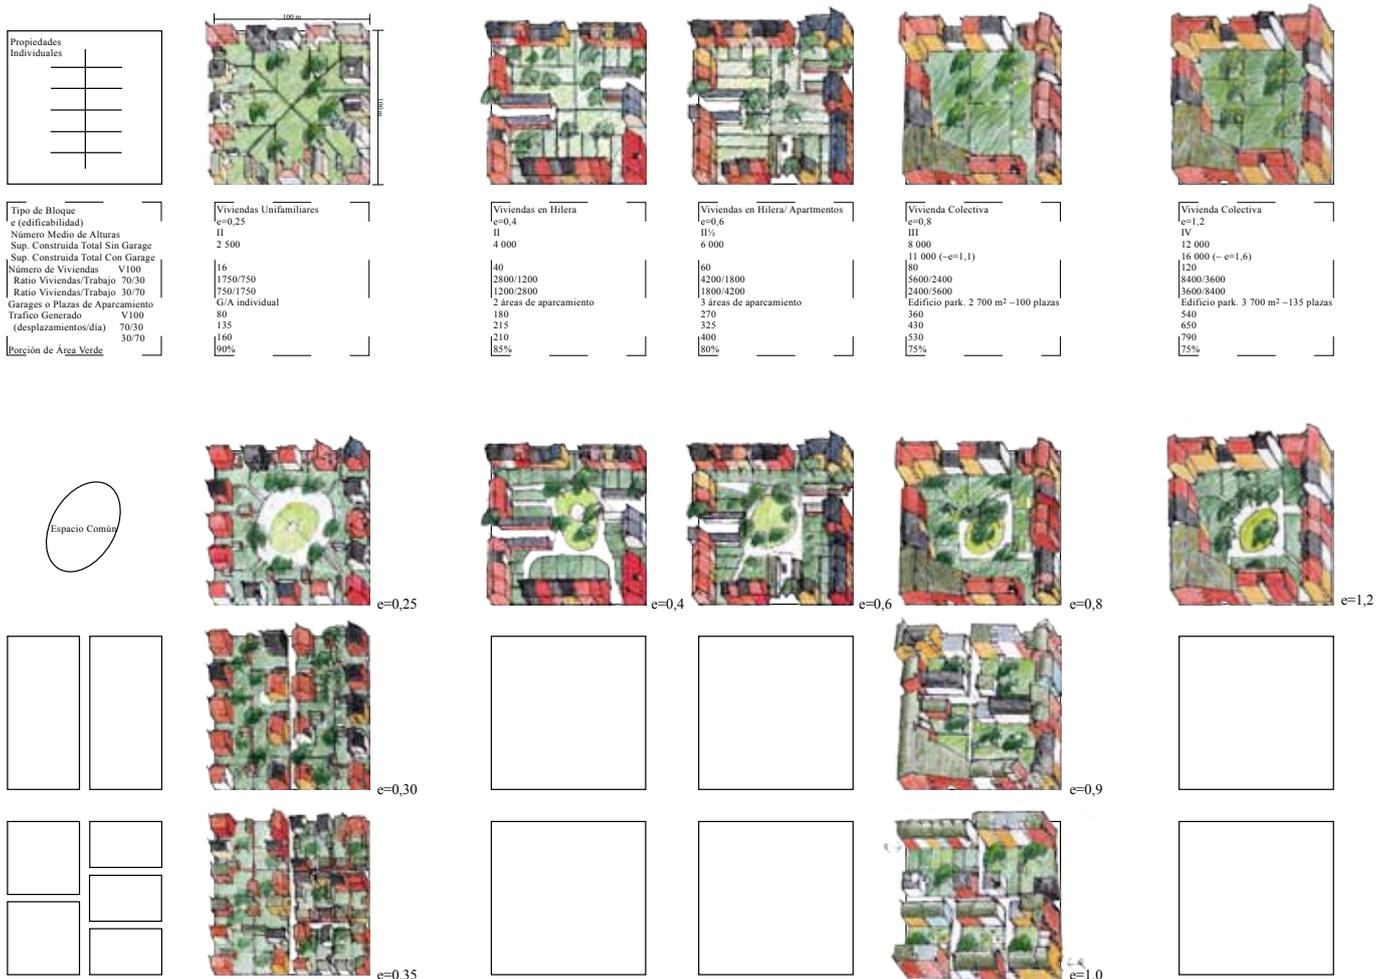 100 m
100 m
Propiedades
Individuales
Tipo de Bloque
e (edificabilidad)
Número Medio de Alturas
Sup. Construida Total Sin Garage
Sup. Construida Total Con Garage
Número de Viviendas V100
Ratio Viviendas/Trabajo 70/30
Ratio Viviendas/Trabajo 30/70
Garages o Plazas de Aparcamiento
Trafico Generado V100
(desplazamientos/día) 70/30
30/70
Porción de Área Verde
Viviendas Unifamiliares
e=0,25
II
2 500
16
1750/750
750/1750
G/A individual
80
135
160
90%
Viviendas en Hilera
e=0,4
II
4 000
40
2800/1200
1200/2800
2 áreas de aparcamiento
180
215
210
85%
Viviendas en Hilera/ Apartmentos
e=0,6
II½
6 000
60
4200/1800
1800/4200
3 áreas de aparcamiento
270
325
400
80%
Vivienda Colectiva
e=0,8
III
8 000
11 000 (~e=1,1)
80
5600/2400
2400/5600
Edificio park. 2 700 m² ~100 plazas
360
430
530
75%
Vivienda Colectiva
e=1,2
IV
12 000
16 000 (~ e=1,6)
120
8400/3600
3600/8400
Edificio park. 3 700 m² ~135 plazas
540
650
790
75%
Espacio Común
e=0,25
e=0,4
e=0,6
e=0,8
e=1,2
e=0,30
e=0,9
e=0,35
e=1,0